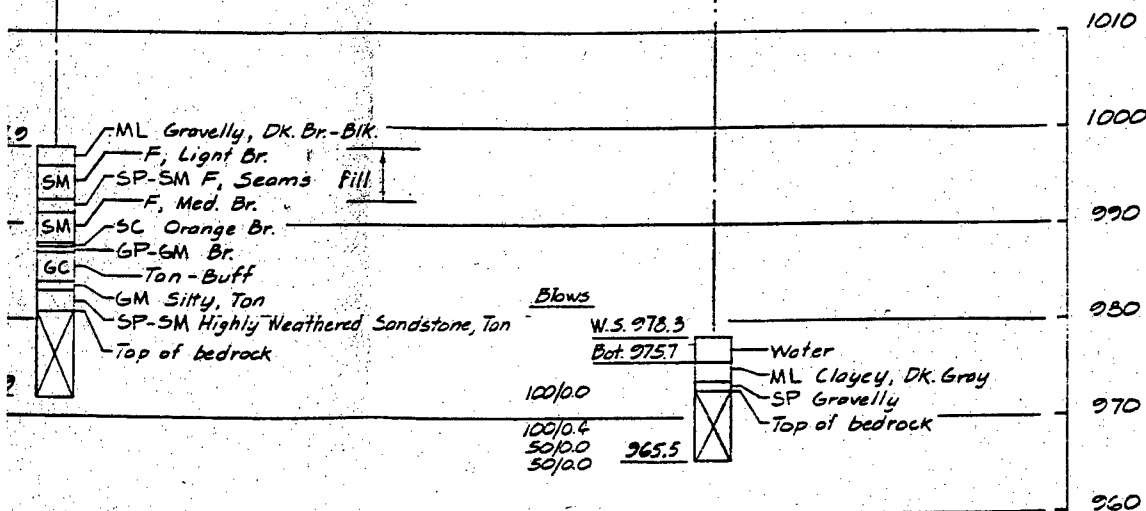 1010
1000
ML Gravelly, DK. Br.-Blk.
F, Light Br.
SM
SP-SM F, Seams
Fill
F, Med. Br.
990
SM
SC Orange Br.
GP-GM Br.
GC
Tan-Buff
GM Silty, Tan
SP-SM Highly Weathered Sandstone, Tan
Top of bedrock
Blows
980
W.S. 978.3
Bot. 975.7
Water
ML Clayey, DK. Gray
SP Gravelly
Top of bedrock
970
100/0.0
100/0.4
50/0.0
50/0.0
965.5
960